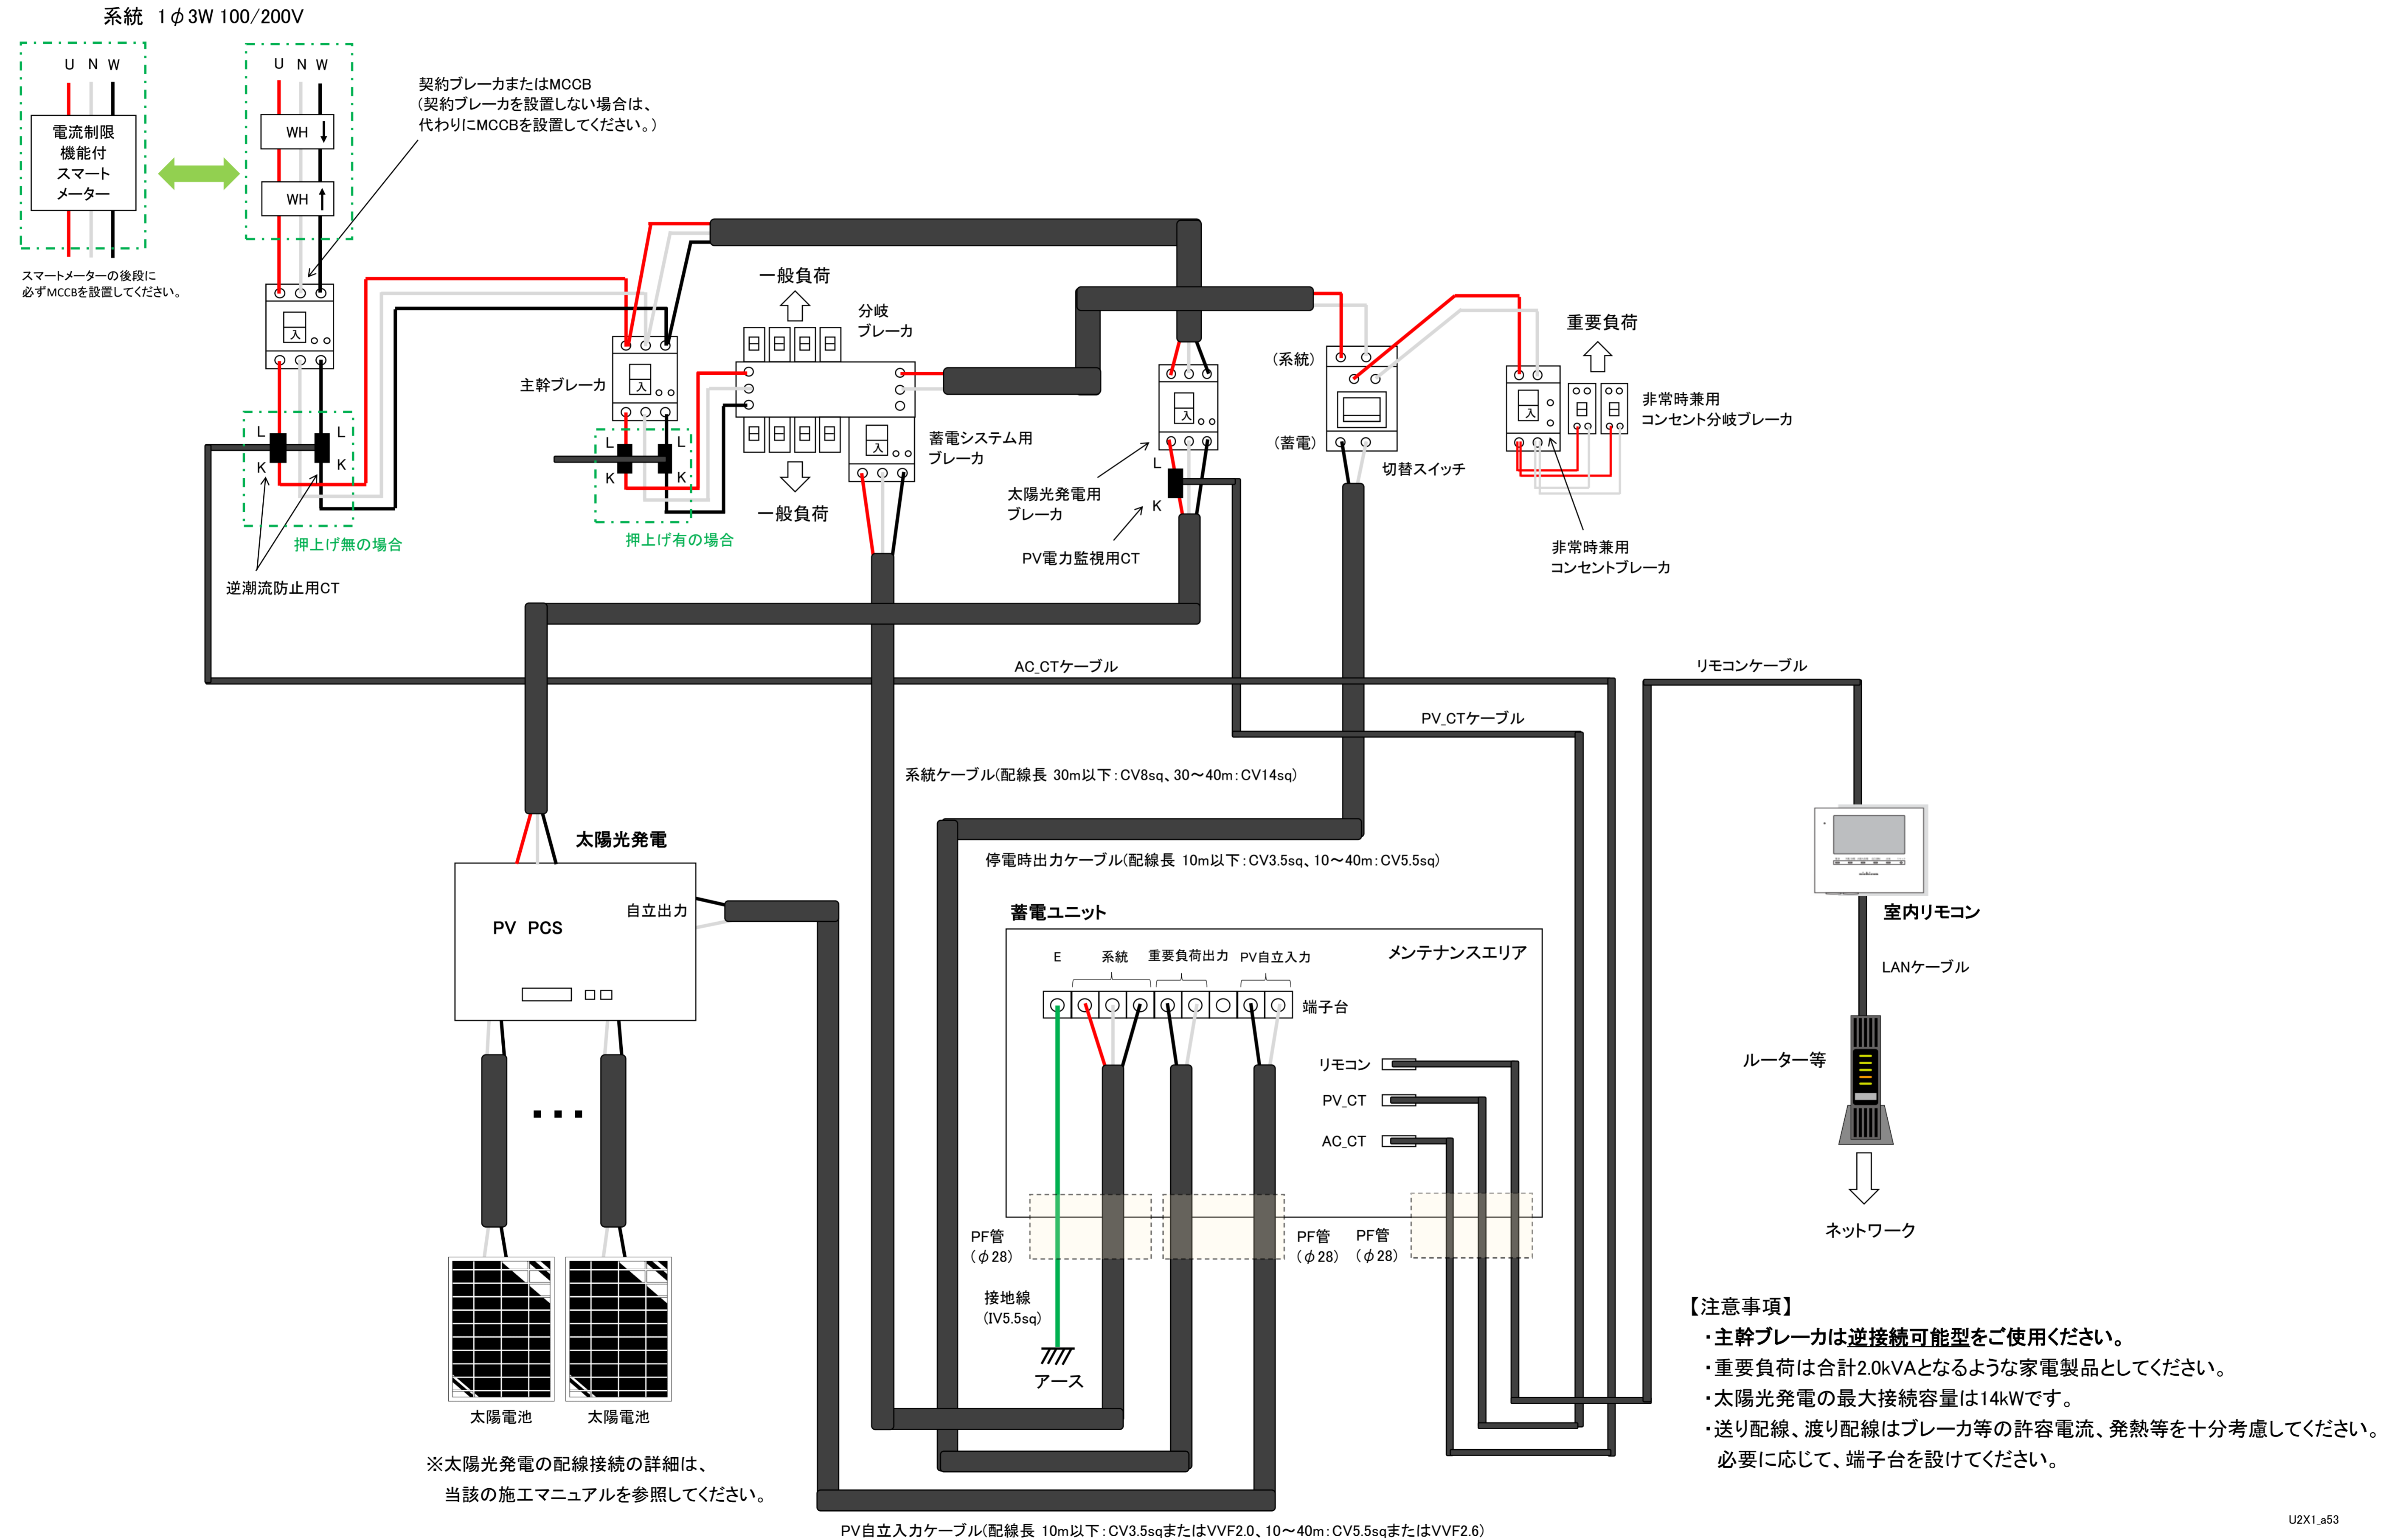 系統 1φ3W 100/200V
U N W
U N W
電流制限
機能付
スマート
メーター
WH
WH
スマートメーターの後段に
必ずMCCBを設置してください。
契約ブレーカまたはMCCB
(契約ブレーカを設置しない場合は、
代わりにMCCBを設置してください。)
入
L L
K K
押上げ無の場合
逆潮流防止用CT
主幹ブレーカ
入
L L
K K
押上げ有の場合
一般負荷
分岐
ブレーカ
入
蓄電システム用
ブレーカ
一般負荷
入
太陽光発電用
ブレーカ
L
K
PV電力監視用CT
(系統)
(蓄電)
切替スイッチ
重要負荷
入
非常時兼用
コンセント分岐ブレーカ
非常時兼用
コンセントブレーカ
AC_CTケーブル
リモコンケーブル
PV_CTケーブル
系統ケーブル(配線長 30m以下:CV8sq、30～40m:CV14sq)
停電時出力ケーブル(配線長 10m以下:CV3.5sq、10～40m:CV5.5sq)
太陽光発電
PV PCS
自立出力
蓄電ユニット
メンテナンスエリア
E 系統 重要負荷出力 PV自立入力
端子台
リモコン
PV_CT
AC_CT
PF管
(φ28)
PF管
(φ28)
PF管
(φ28)
接地線
(IV5.5sq)
アース
室内リモコン
LANケーブル
ルーター等
ネットワーク
太陽電池 太陽電池
※太陽光発電の配線接続の詳細は、
当該の施工マニュアルを参照してください。
PV自立入力ケーブル(配線長 10m以下:CV3.5sqまたはVVF2.0、10～40m:CV5.5sqまたはVVF2.6)
【注意事項】
・主幹ブレーカは逆接続可能型をご使用ください。
・重要負荷は合計2.0kVAとなるような家電製品としてください。
・太陽光発電の最大接続容量は14kWです。
・送り配線、渡り配線はブレーカ等の許容電流、発熱等を十分考慮してください。
必要に応じて、端子台を設けてください。
U2X1_a53